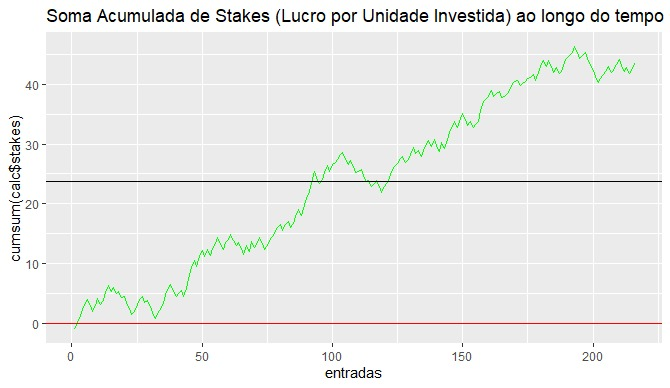 Soma Acumulada de Stakes (Lucro por Unidade Investida) ao longo do tempo
cumsum(calc$stakes)
40
30
20
10
0
0 50 100 150 200
entradas